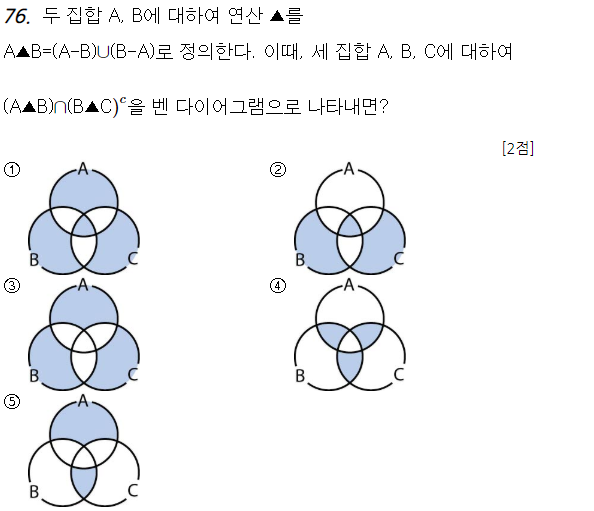 76. 두 집합 A, B에 대하여 연산 ▲를
A▲B=(A-B)∪(B-A)로 정의한다. 이때, 세 집합 A, B, C에 대하여
(A▲B)∩(B▲C)ᶜ을 벤 다이어그램으로 나타내면?
[2점]
① A B C
② A B C
③ A B C
④ A B C
⑤ A B C